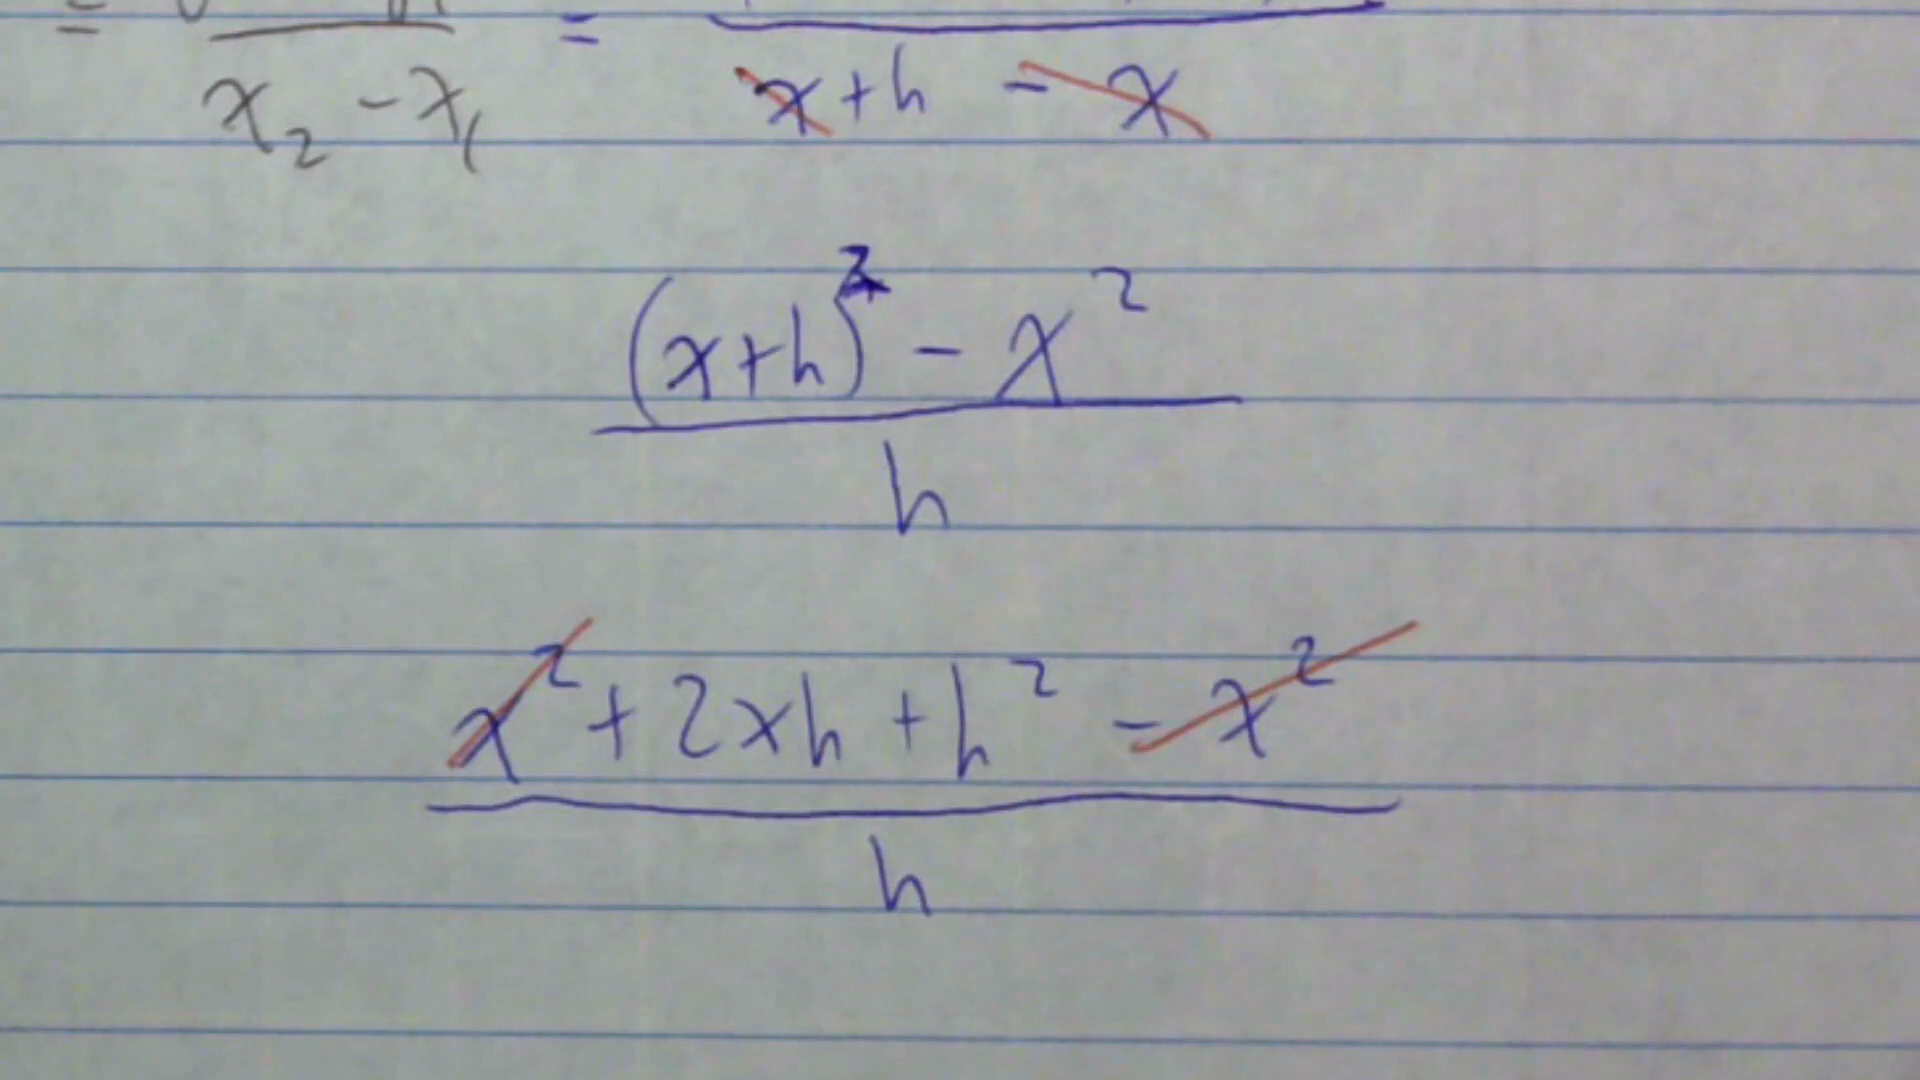 = ─ =
x₂ - x₁ x+h - x
(x+h)² - x²
h
x² + 2xh + h² - x²
h